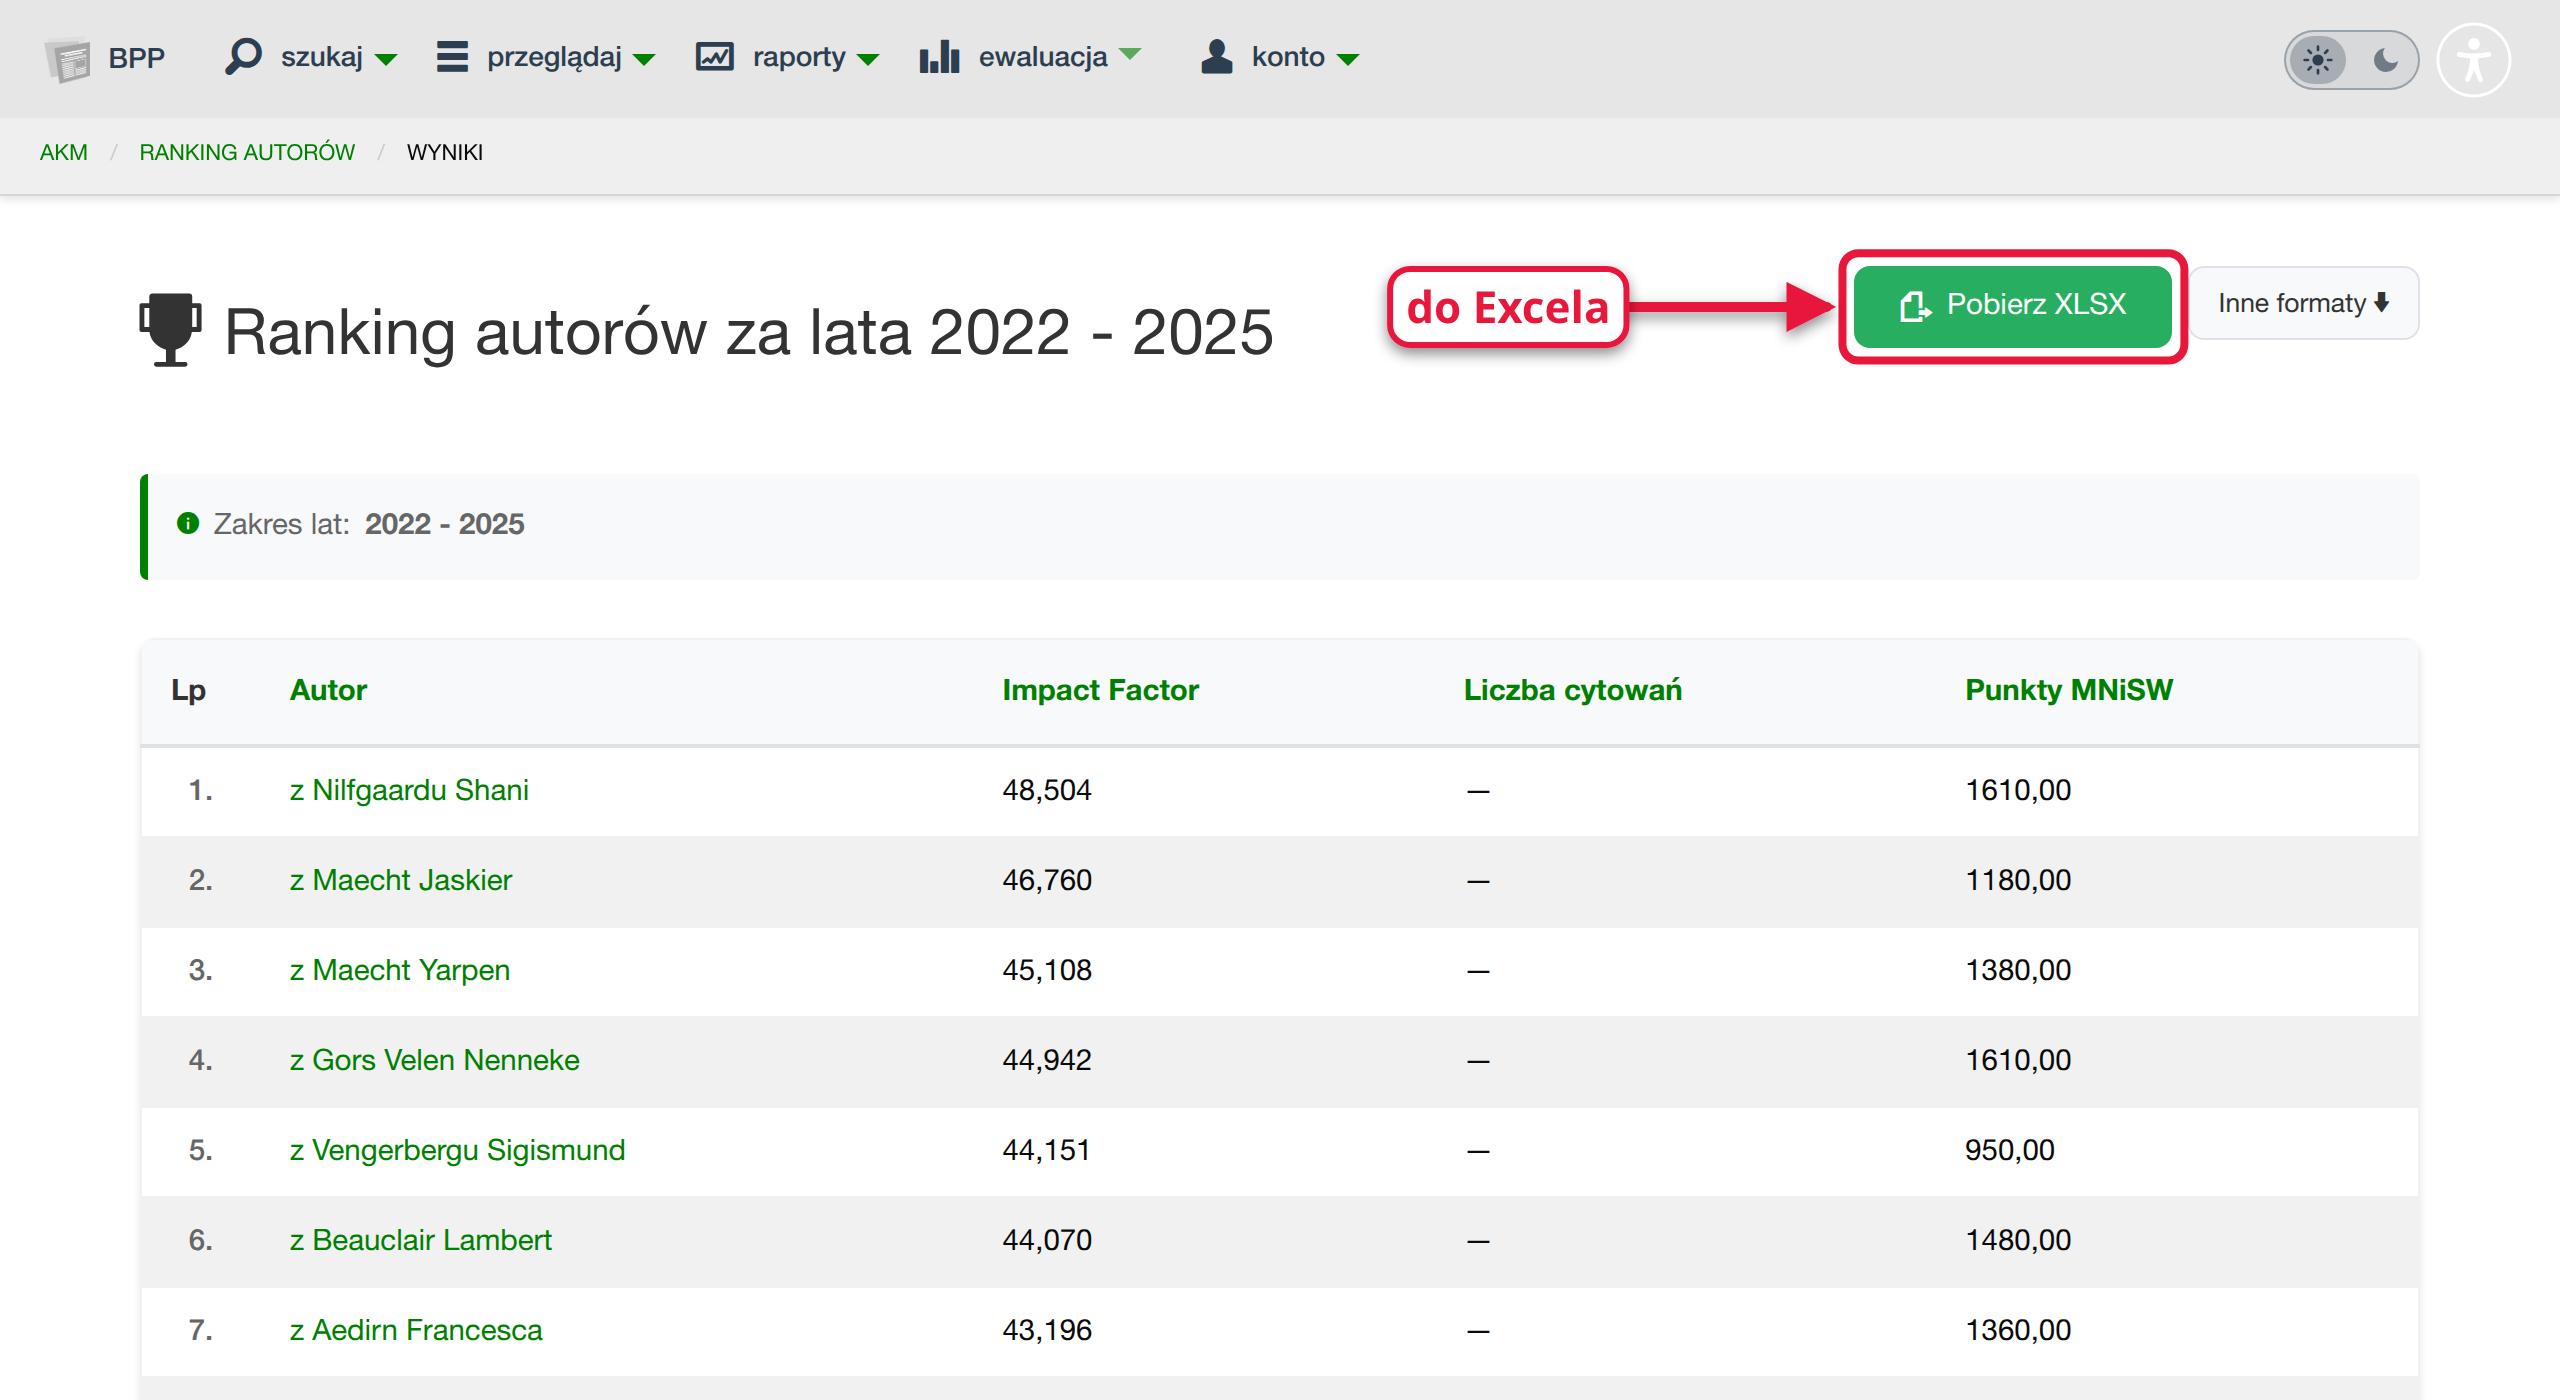 BPP szukaj przeglądaj raporty ewaluacja konto
AKM / RANKING AUTORÓW / WYNIKI
Ranking autorów za lata 2022 - 2025
do Excela
Pobierz XLSX
Inne formaty
Zakres lat: 2022 - 2025
Lp Autor Impact Factor Liczba cytowań Punkty MNiSW
1. z Nilfgaardu Shani 48,504 — 1610,00
2. z Maecht Jaskier 46,760 — 1180,00
3. z Maecht Yarpen 45,108 — 1380,00
4. z Gors Velen Nenneke 44,942 — 1610,00
5. z Vengerbergu Sigismund 44,151 — 950,00
6. z Beauclair Lambert 44,070 — 1480,00
7. z Aedirn Francesca 43,196 — 1360,00